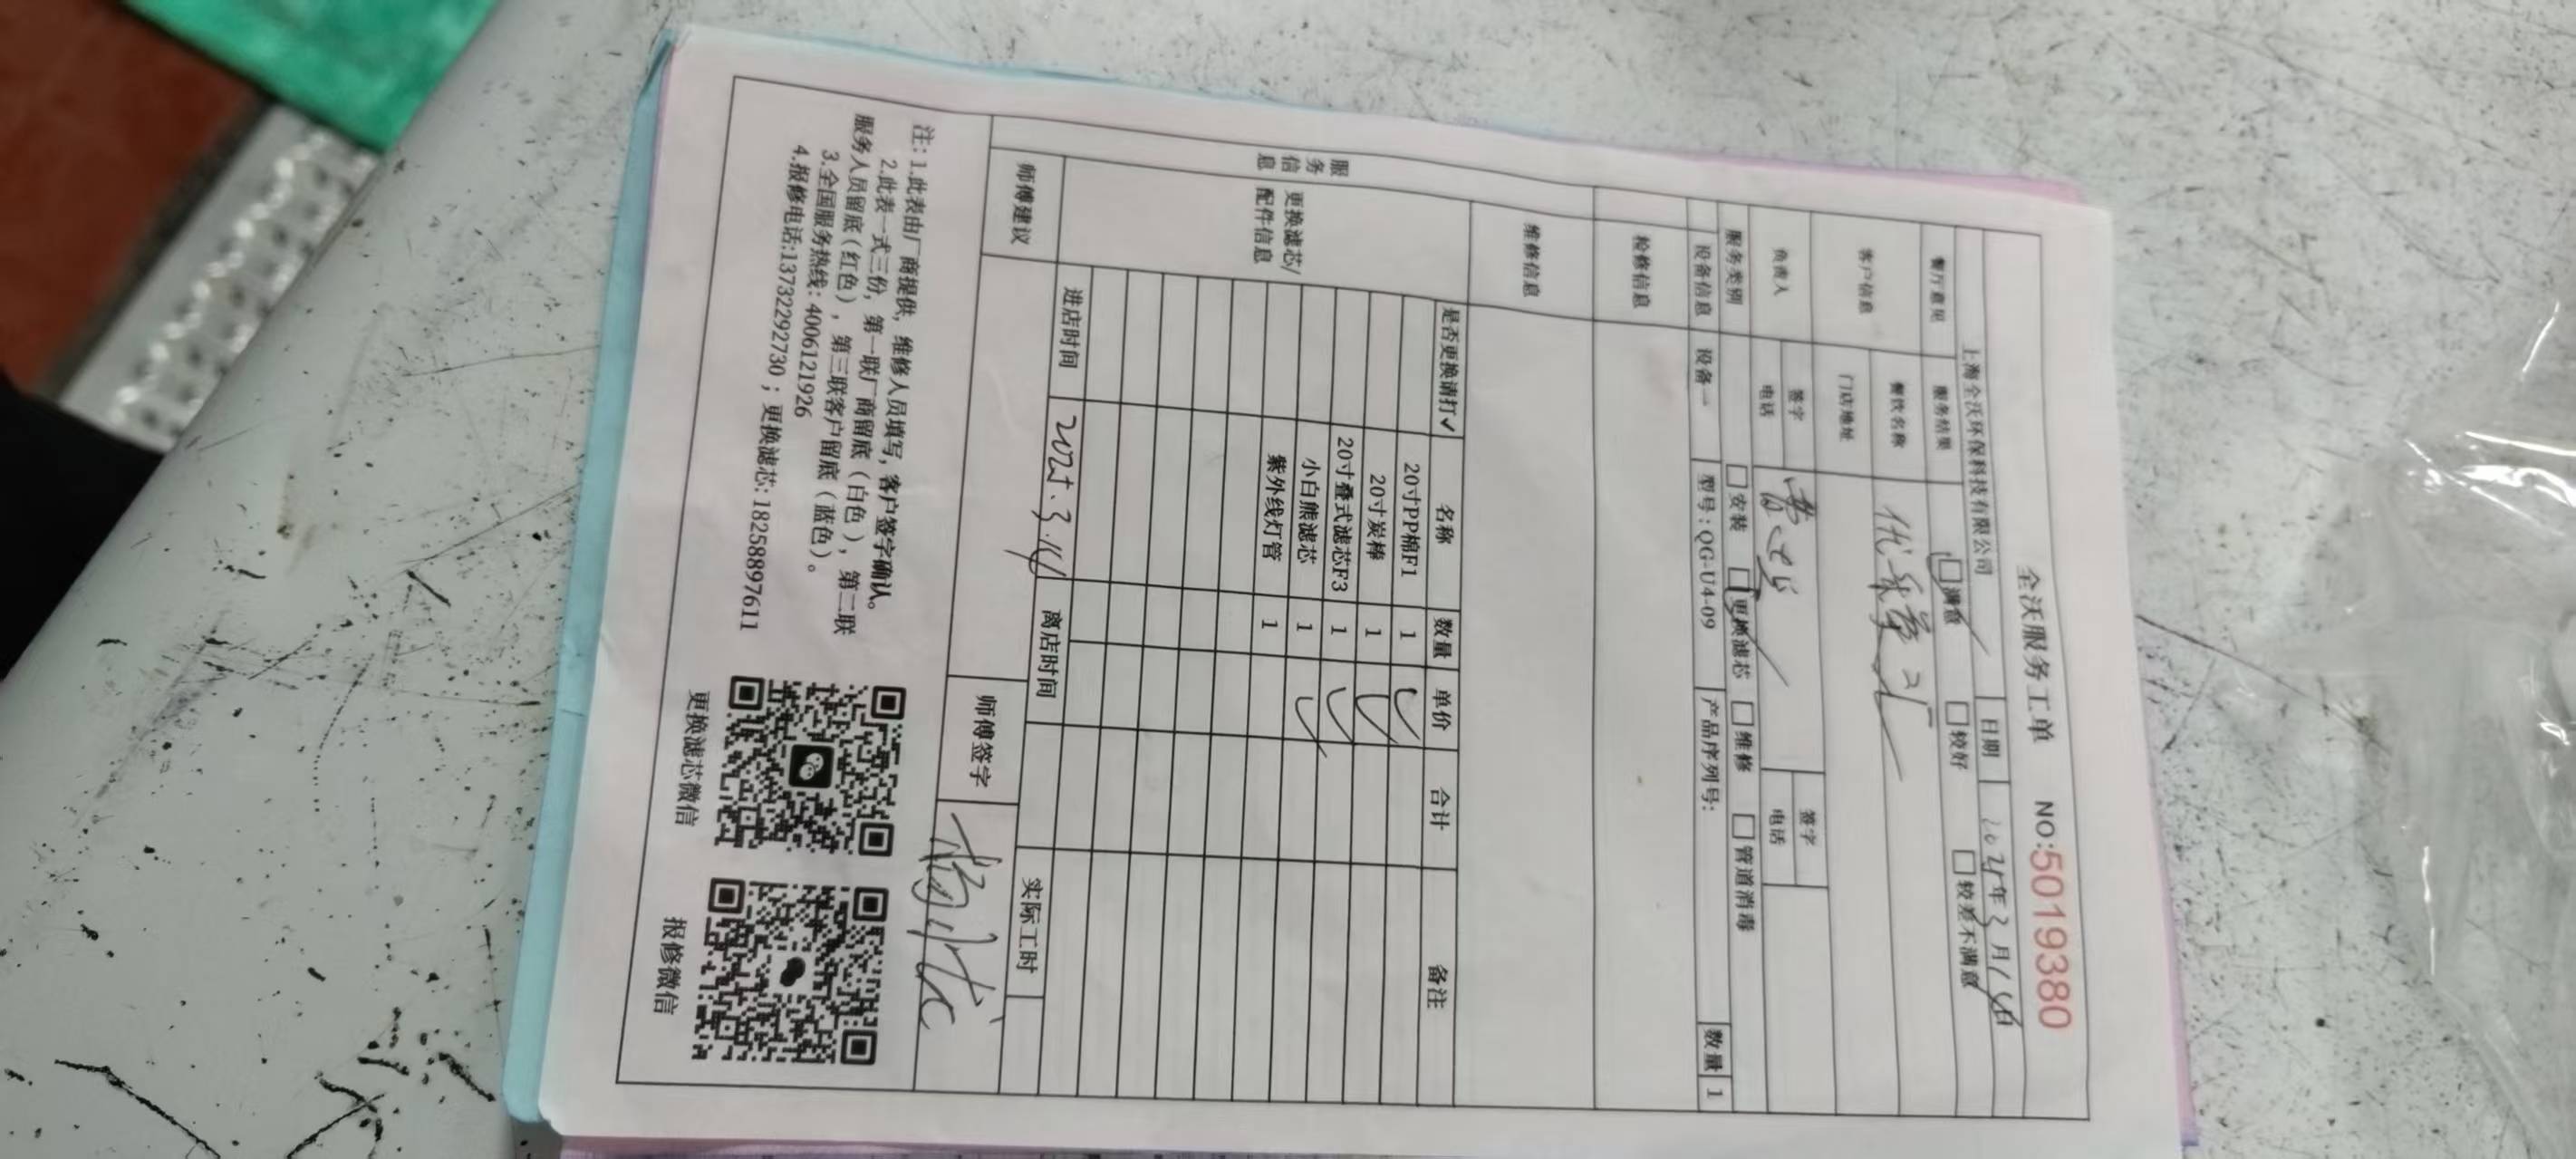 全沃服务工单 NO:50193380
上海全沃环保科技有限公司 日期 2025年3月16日
餐厅意见 服务结果 □满意 □较好 □较差不满意
客户信息 餐饮名称
门店地址
负责人 签字 签字
电话 电话
服务类别 □安装 □更换滤芯 □维修 □管道消毒
设备信息 设备一 型号:QG-U4-09 产品序列号: 数量 1
检修信息
维修信息
服务信息
更换滤芯/配件信息
是否更换请打✓ 名称 数量 单价 合计 备注
20寸PP棉F1 1 ✓
20寸炭棒 1 ✓
20寸叠式滤芯F3 1 ✓
小白熊滤芯 1 ✓
紫外线灯管 1
进店时间 2025.3.16 离店时间 实际工时
师傅建议 师傅签字
注: 1.此表由厂商提供, 维修人员填写, 客户签字确认。
2.此表一式三份, 第一联厂商留底（白色）, 第二联
服务人员留底（红色）, 第三联客户留底（蓝色）。
3.全国服务热线: 4006121926
4.报修电话:13732292730 ; 更换滤芯: 18258897611
更换滤芯微信 报修微信